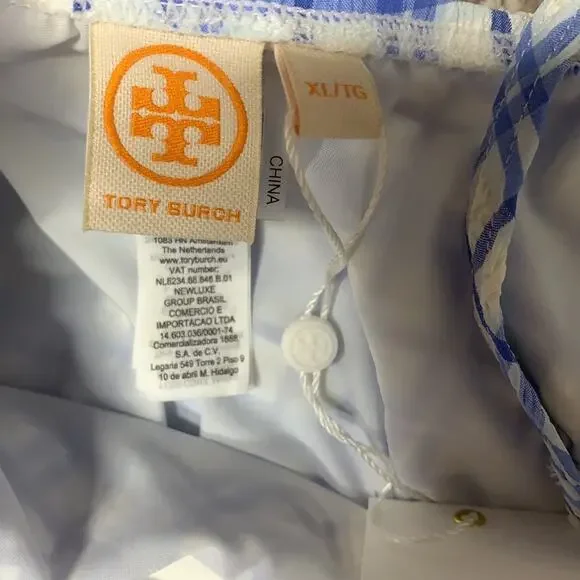 TORY BURCH
XL/TG
CHINA
1083 HN Amsterdam
The Netherlands
www.toryburch.eu
VAT number;
NL8234.66.846.B.01
NEWLUXE
GROUP BRASIL
COMERCIO E
IMPORTACAO LTDA
14.603.036/0001-74
Comercializadora 1888
S.A. de C.V.
Legaria 549 Torre 2 Piso 9
10 de abril M. Hidalgo